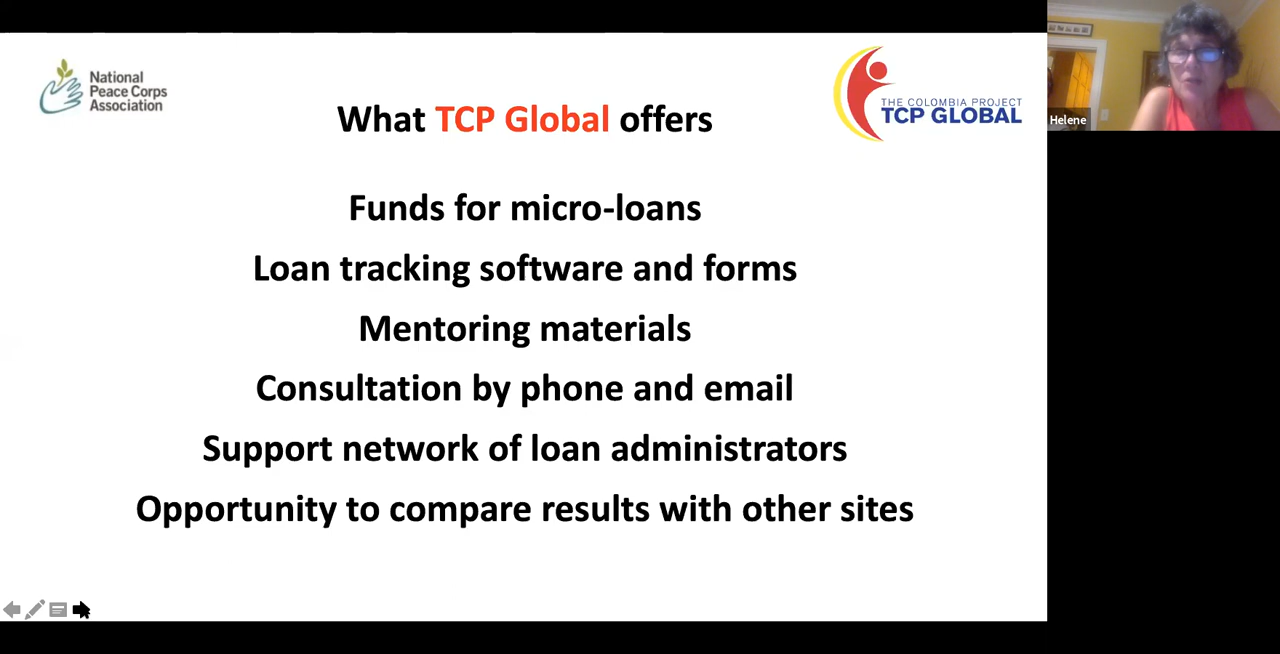 National
Peace Corps
Association
THE COLOMBIA PROJECT
TCP GLOBAL
What TCP Global offers
Funds for micro-loans
Loan tracking software and forms
Mentoring materials
Consultation by phone and email
Support network of loan administrators
Opportunity to compare results with other sites
Helene